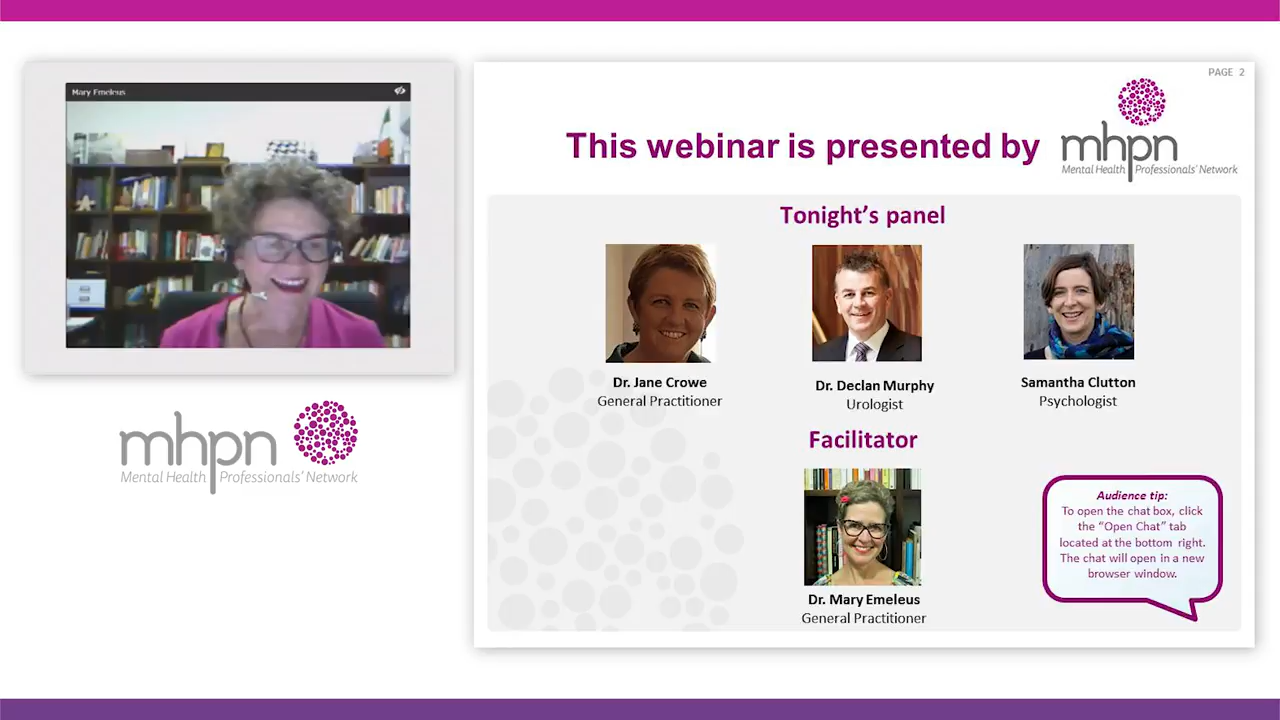 Mary Emeleus
mhpn
Mental Health Professionals' Network
PAGE 2
This webinar is presented by
mhpn
Mental Health Professionals' Network
Tonight's panel
Dr. Jane Crowe
General Practitioner
Dr. Declan Murphy
Urologist
Samantha Clutton
Psychologist
Facilitator
Dr. Mary Emeleus
General Practitioner
Audience tip:
To open the chat box, click
the "Open Chat" tab
located at the bottom right.
The chat will open in a new
browser window.